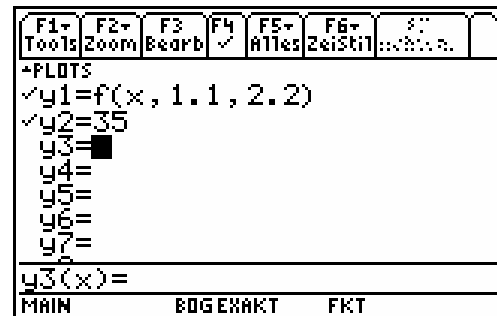 F1 F2 F3 F4 F5 F6
Tools Zoom Bearb ✓ Alles ZeiStil
PLOTS
✓y1=f(x,1.1,2.2)
✓y2=35
y3=
y4=
y5=
y6=
y7=
y3(x)=
MAIN BOG EXAKT FKT